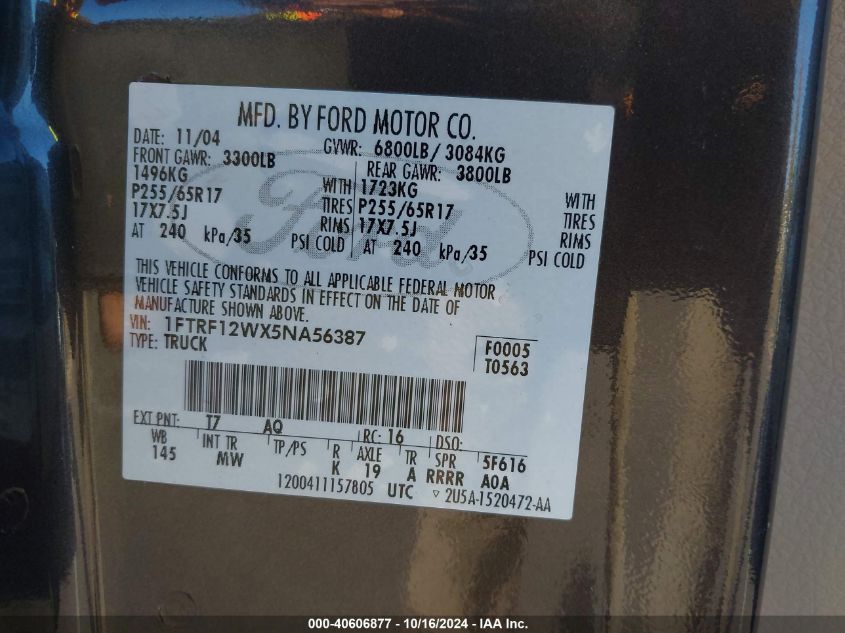 MFD. BY FORD MOTOR CO.
DATE: 11/04 GVWR: 6800LB/ 3084KG
FRONT GAWR: 3300LB REAR GAWR: 3800LB
1496KG WITH 1723KG WITH
P255/65R17 TIRES P255/65R17 TIRES
17X7.5J RIMS 17X7.5J RIMS
AT 240 kPa/35 PSI COLD AT 240 kPa/35 PSI COLD
THIS VEHICLE CONFORMS TO ALL APPLICABLE FEDERAL MOTOR
VEHICLE SAFETY STANDARDS IN EFFECT ON THE DATE OF
MANUFACTURE SHOWN ABOVE.
VIN: 1FTRF12WX5NA56387 F0005
TYPE: TRUCK T0563
EXT PNT: T7 AQ RC: 16 DSO:
WB INT TR TP/PS R AXLE TR SPR 5F616
145 MW K 19 A RRRR A0A
1200411157805 UTC ▽ 2U5A-1520472-AA
Ford
000-40606877 - 10/16/2024 - IAA Inc.